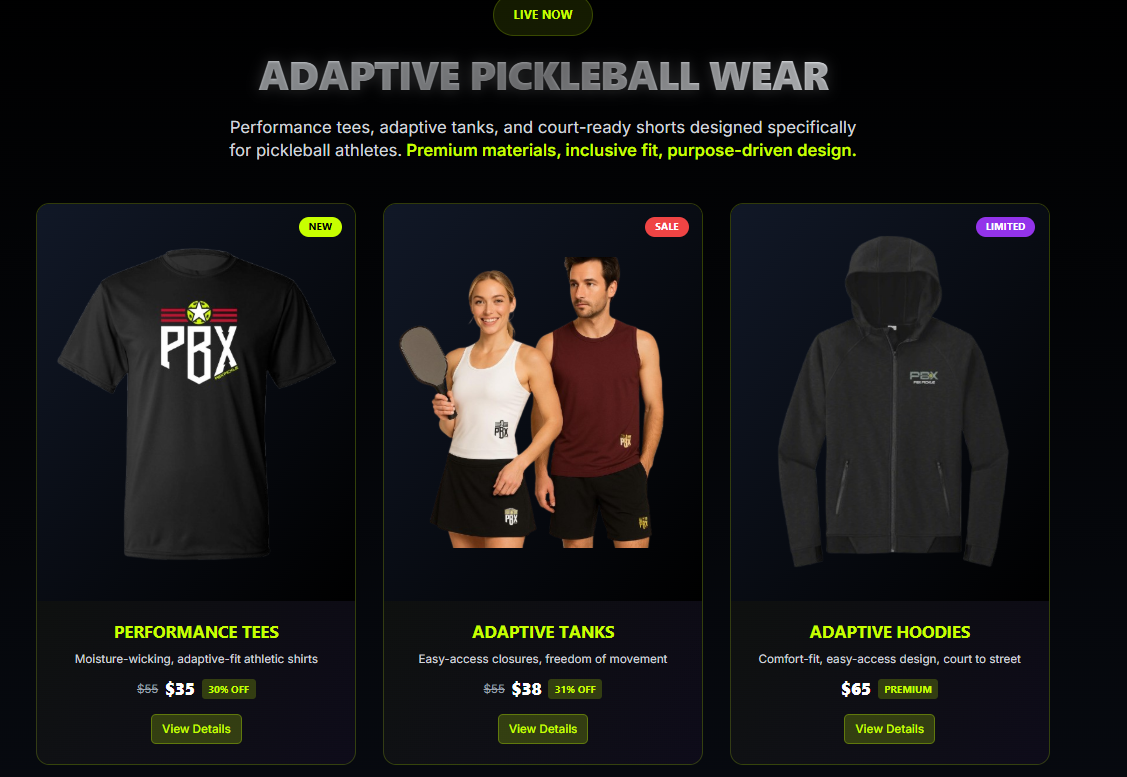 LIVE NOW
ADAPTIVE PICKLEBALL WEAR
Performance tees, adaptive tanks, and court-ready shorts designed specifically
for pickleball athletes. Premium materials, inclusive fit, purpose-driven design.
NEW
PBX
PERFORMANCE TEES
Moisture-wicking, adaptive-fit athletic shirts
$55 $35 30% OFF
View Details
SALE
PBX
PBX
PBX
PBX
ADAPTIVE TANKS
Easy-access closures, freedom of movement
$55 $38 31% OFF
View Details
LIMITED
PBX
ADAPTIVE HOODIES
Comfort-fit, easy-access design, court to street
$65 PREMIUM
View Details